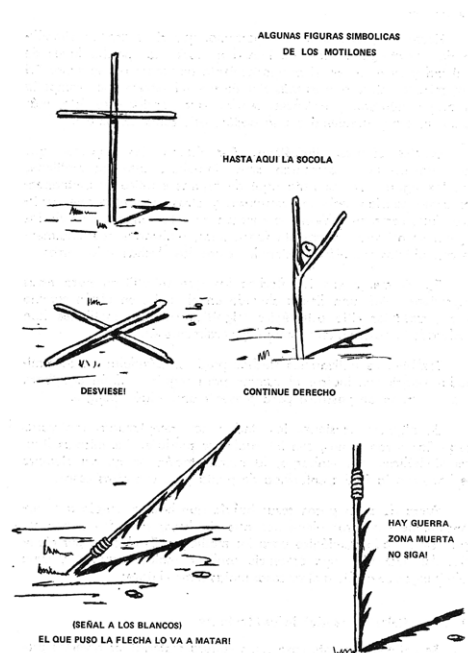 ALGUNAS FIGURAS SIMBOLICAS
DE LOS MOTILONES
HASTA AQUI LA SOCOLA
DESVIESE!
CONTINUE DERECHO
HAY GUERRA
ZONA MUERTA
NO SIGA!
(SEÑAL A LOS BLANCOS)
EL QUE PUSO LA FLECHA LO VA A MATAR!